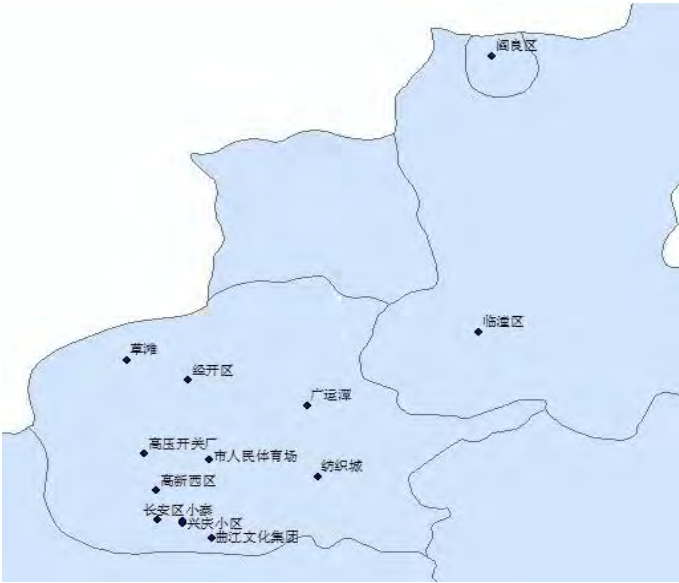 阎良区
临潼区
草滩
经开区
广运潭
高压开关厂
市人民体育场
纺织城
高新西区
长安区小寨
兴庆小区
曲江文化集团